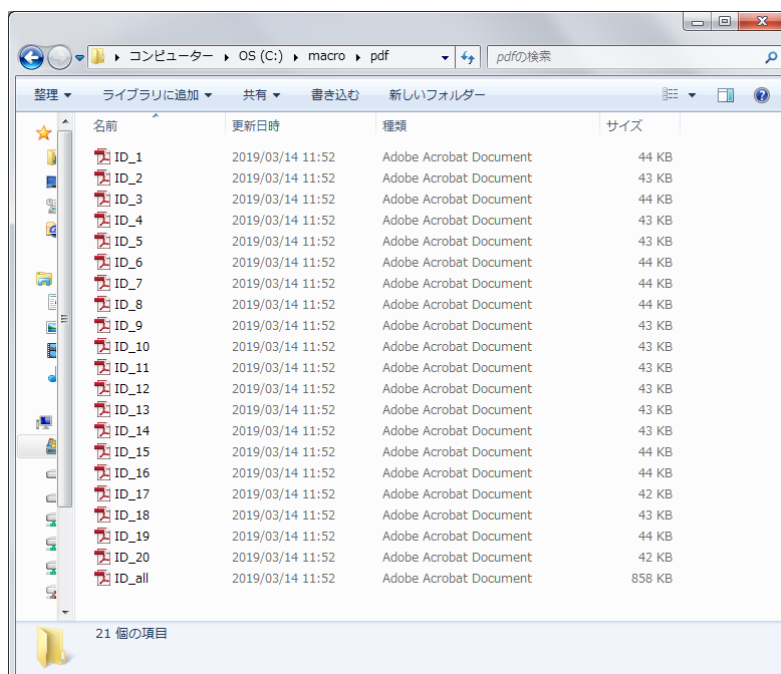 コンピューター OS (C:) macro pdf pdfの検索
整理 ライブラリに追加 共有 書き込む 新しいフォルダー
名前 更新日時 種類 サイズ
ID_1 2019/03/14 11:52 Adobe Acrobat Document 44 KB
ID_2 2019/03/14 11:52 Adobe Acrobat Document 43 KB
ID_3 2019/03/14 11:52 Adobe Acrobat Document 44 KB
ID_4 2019/03/14 11:52 Adobe Acrobat Document 43 KB
ID_5 2019/03/14 11:52 Adobe Acrobat Document 43 KB
ID_6 2019/03/14 11:52 Adobe Acrobat Document 44 KB
ID_7 2019/03/14 11:52 Adobe Acrobat Document 44 KB
ID_8 2019/03/14 11:52 Adobe Acrobat Document 44 KB
ID_9 2019/03/14 11:52 Adobe Acrobat Document 43 KB
ID_10 2019/03/14 11:52 Adobe Acrobat Document 43 KB
ID_11 2019/03/14 11:52 Adobe Acrobat Document 43 KB
ID_12 2019/03/14 11:52 Adobe Acrobat Document 43 KB
ID_13 2019/03/14 11:52 Adobe Acrobat Document 43 KB
ID_14 2019/03/14 11:52 Adobe Acrobat Document 43 KB
ID_15 2019/03/14 11:52 Adobe Acrobat Document 44 KB
ID_16 2019/03/14 11:52 Adobe Acrobat Document 44 KB
ID_17 2019/03/14 11:52 Adobe Acrobat Document 42 KB
ID_18 2019/03/14 11:52 Adobe Acrobat Document 43 KB
ID_19 2019/03/14 11:52 Adobe Acrobat Document 44 KB
ID_20 2019/03/14 11:52 Adobe Acrobat Document 42 KB
ID_all 2019/03/14 11:52 Adobe Acrobat Document 858 KB
21 個の項目